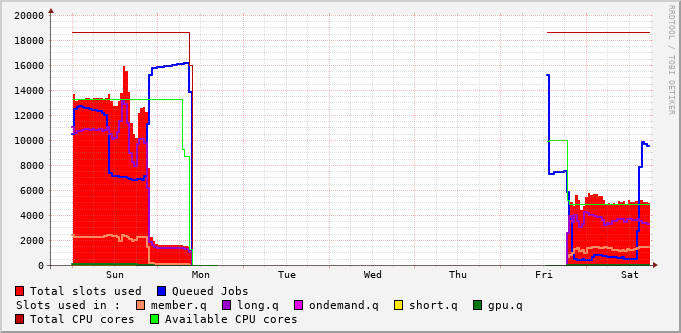 20000
18000
16000
14000
12000
10000
8000
6000
4000
2000
0
Sun Mon Tue Wed Thu Fri Sat
RRDTOOL / TOBI OETIKER
Total slots used Queued Jobs
Slots used in : member.q long.q ondemand.q short.q gpu.q
Total CPU cores Available CPU cores